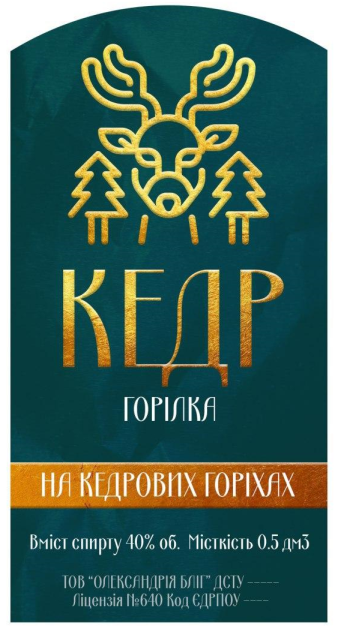 КЕДР
ГОРІЛКА
НА КЕДРОВИХ ГОРІХАХ
Вміст спирту 40% об. Місткість 0.5 дм3
ТОВ "ОЛЕКСАНДРІЯ БЛІГ" ДСТУ -----
Ліцензія №640 Код ЄДРПОУ ----